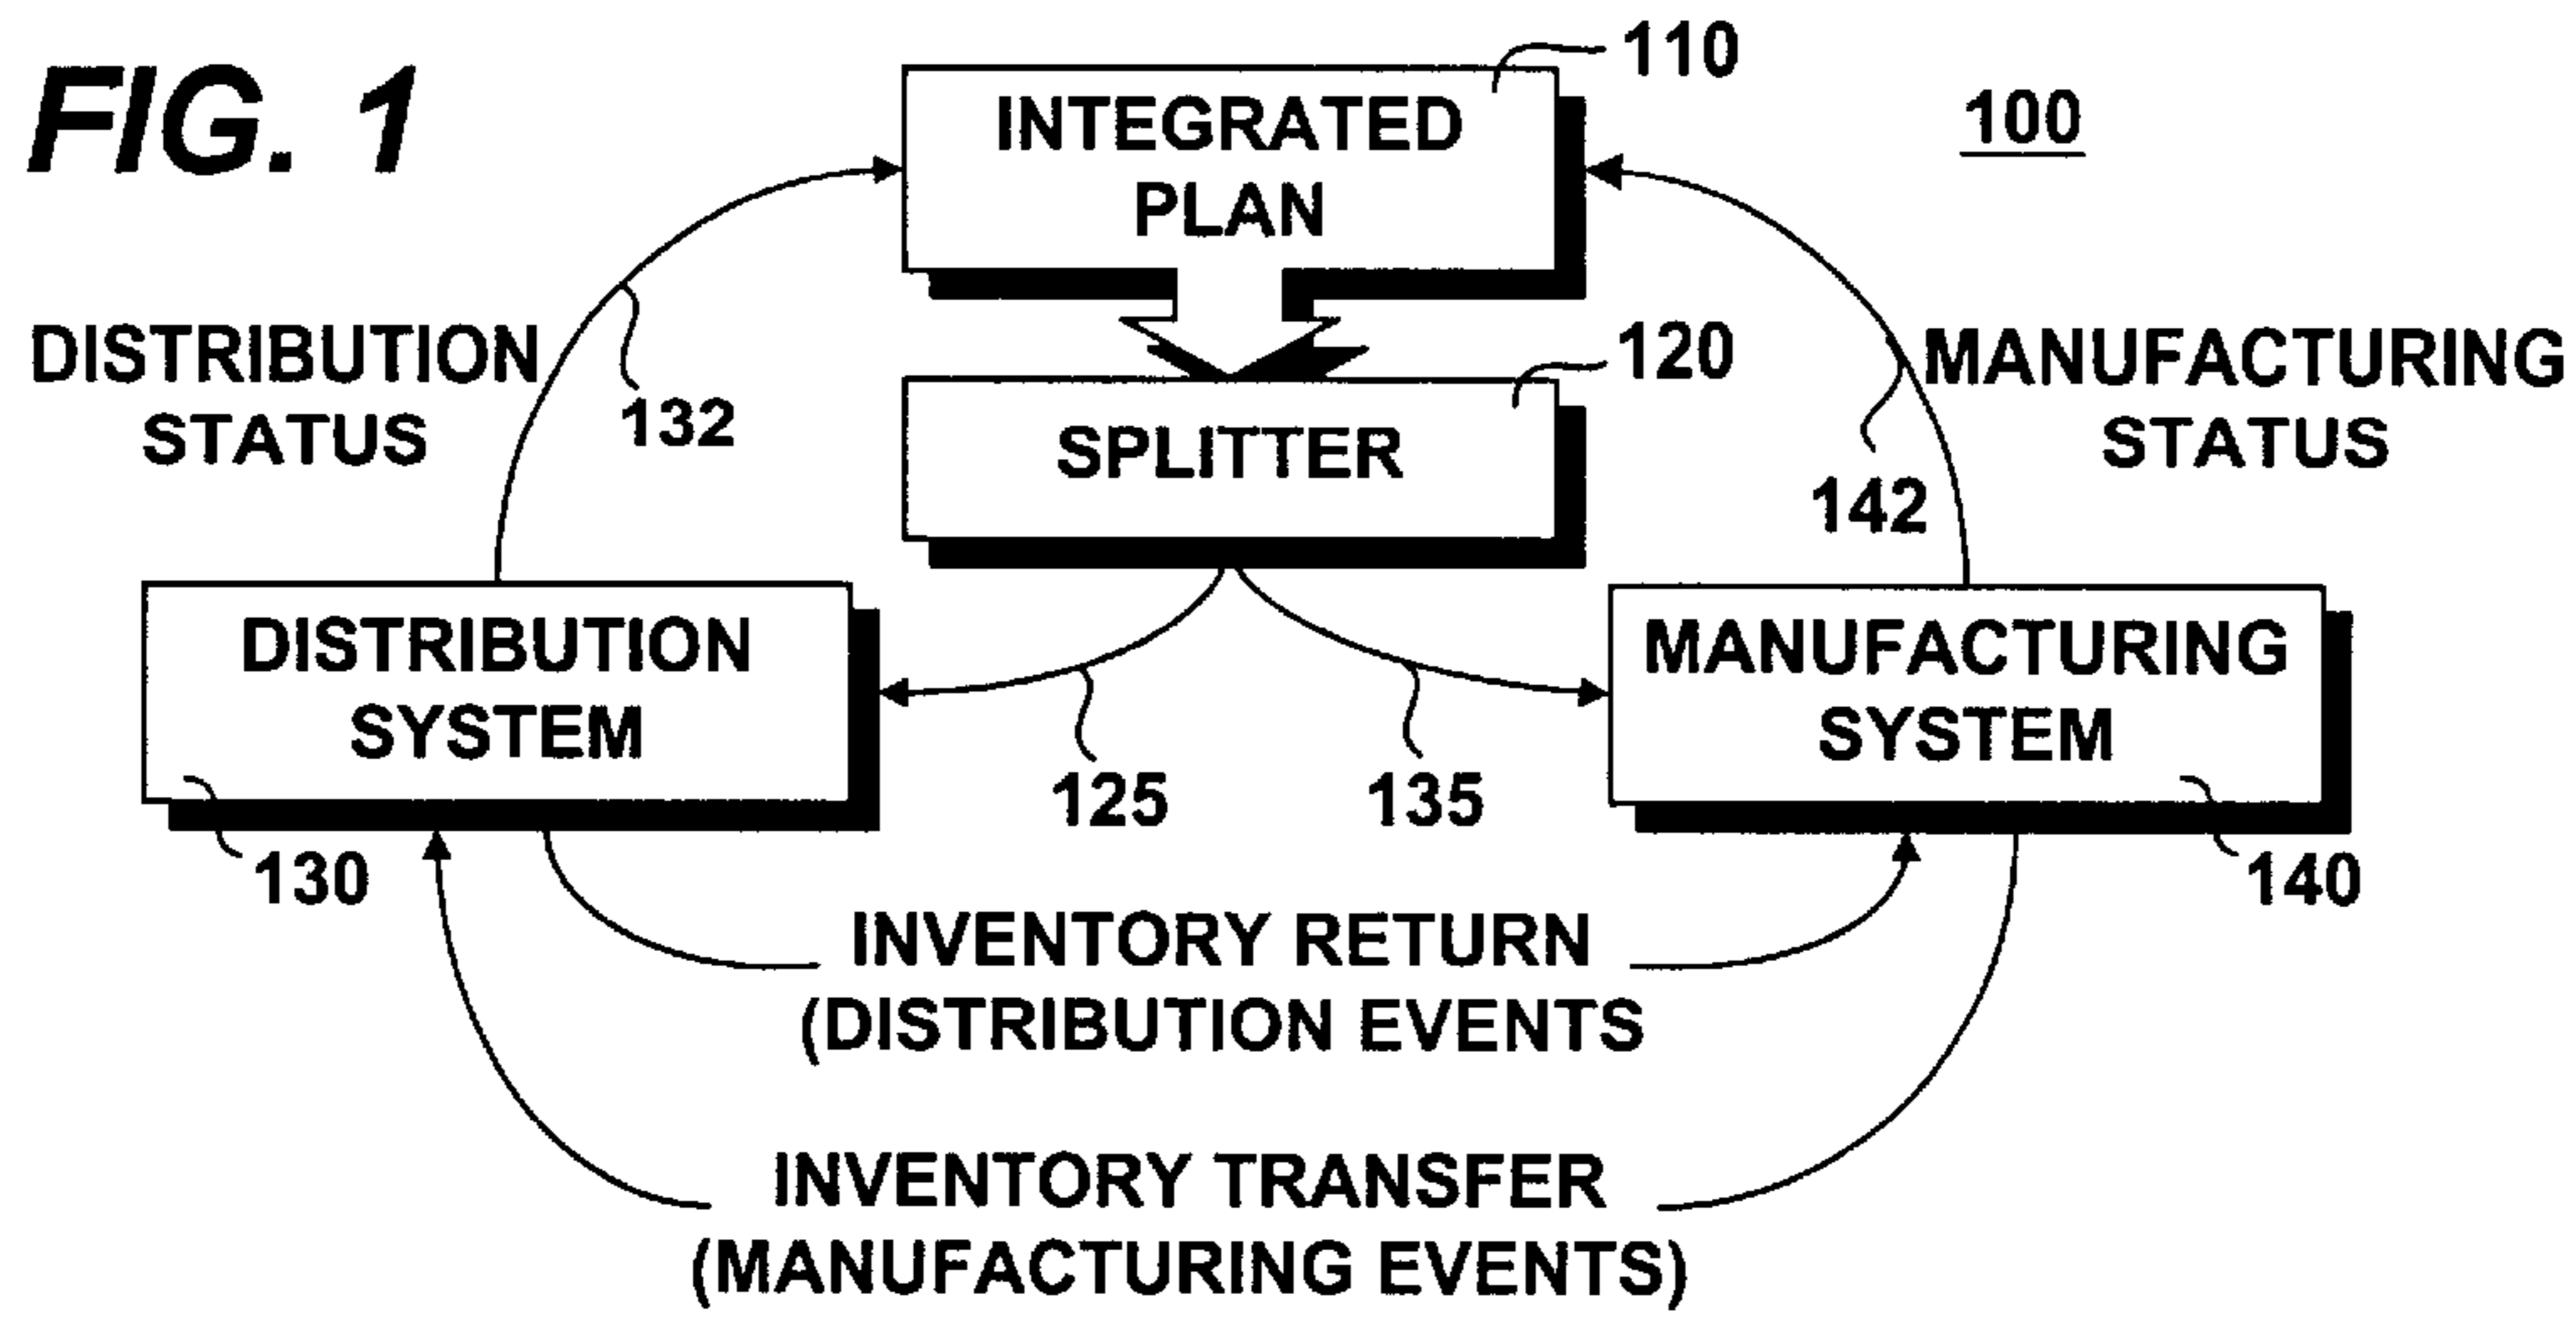 FIG. 1
110
100
INTEGRATED
PLAN
120
DISTRIBUTION
STATUS
132
SPLITTER
MANUFACTURING
STATUS
142
DISTRIBUTION
SYSTEM
130
125
135
MANUFACTURING
SYSTEM
140
INVENTORY RETURN
(DISTRIBUTION EVENTS
INVENTORY TRANSFER
(MANUFACTURING EVENTS)